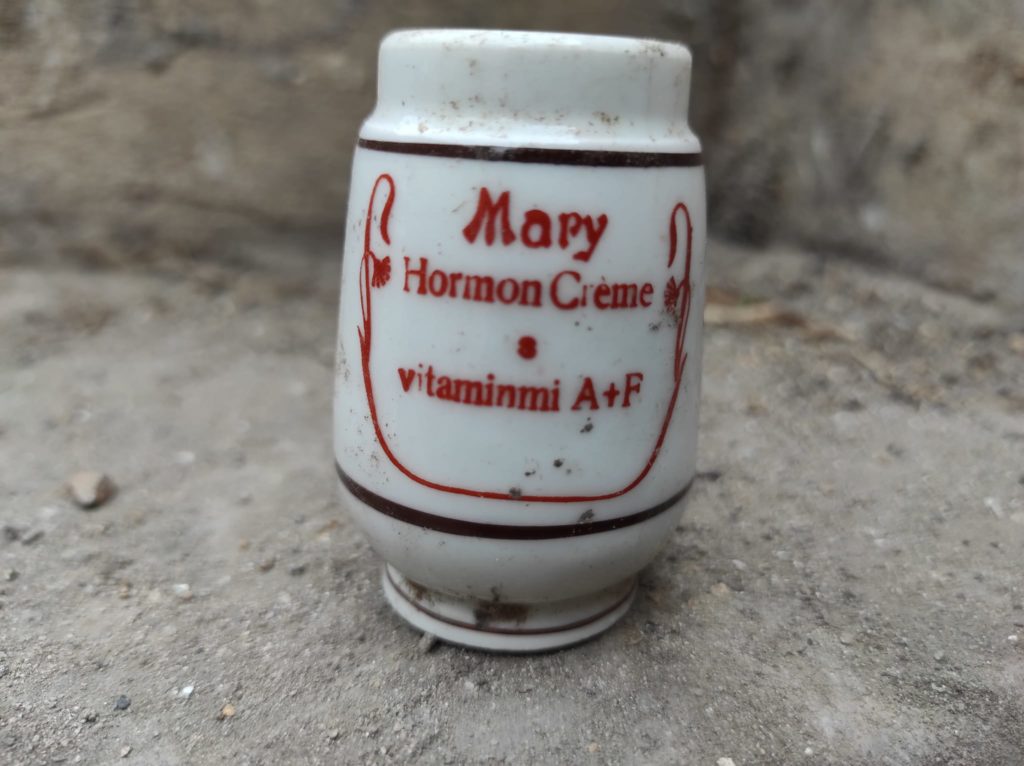 Mary
Hormon Crème
s
vitaminmi A+F